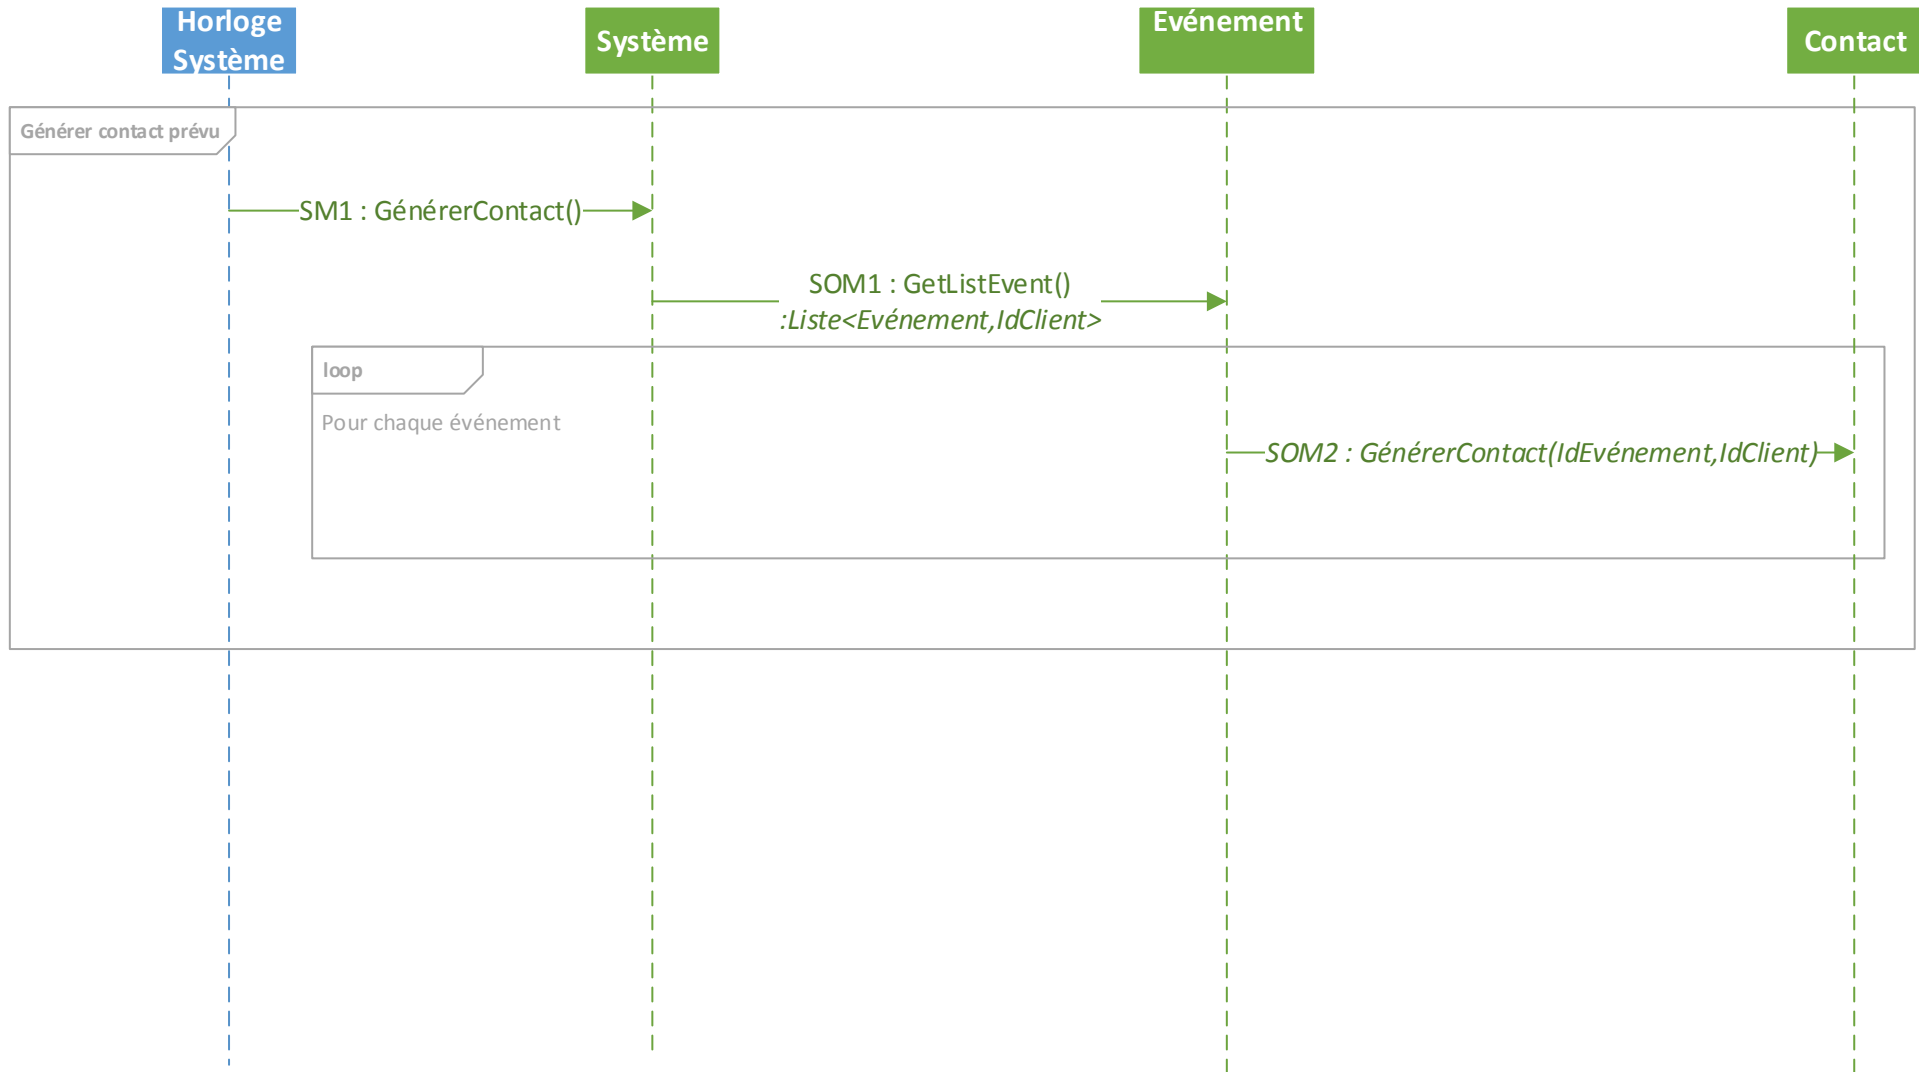 Horloge
Système
Système
Evénement
Contact
Générer contact prévu
SM1 : GénérerContact()
SOM1 : GetListEvent()
:Liste<Evénement,IdClient>
loop
Pour chaque événement
SOM2 : GénérerContact(IdEvénement,IdClient)